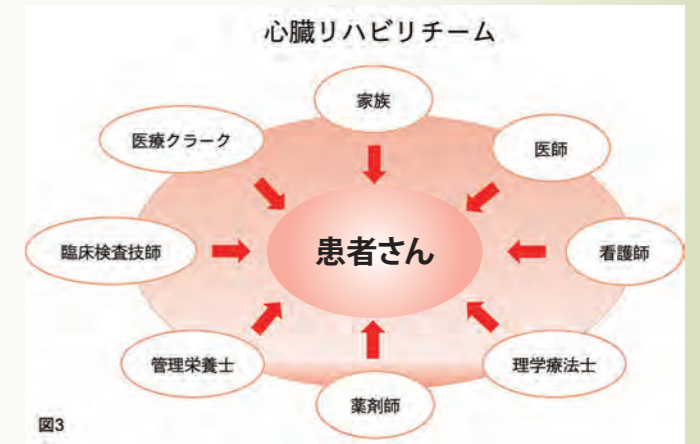 心臓リハビリチーム
家族
医療クラーク
医師
臨床検査技師
患者さん
看護師
管理栄養士
理学療法士
薬剤師
図3